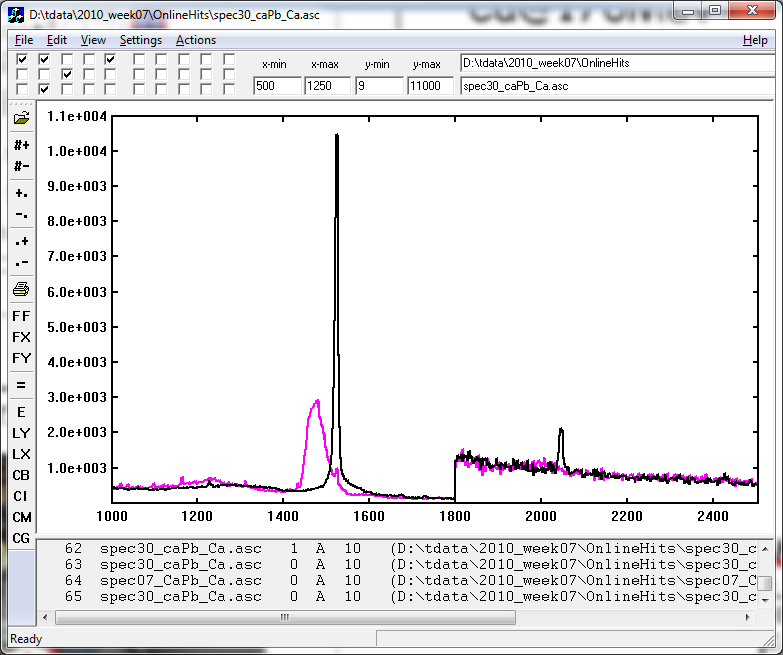 D:\tdata\2010_week07\OnlineHits\spec30_caPb_Ca.asc
File Edit View Settings Actions Help
x-min x-max y-min y-max D:\tdata\2010_week07\OnlineHits
500 1250 9 11000 spec30_caPb_Ca.asc
#+
#-
+.
-.
.+
.-
FF
FX
FY
=
E
LY
LX
CB
CI
CM
CG
1.1e+004
1.0e+004
9.0e+003
8.0e+003
7.0e+003
6.0e+003
5.0e+003
4.0e+003
3.0e+003
2.0e+003
1.0e+003
1000 1200 1400 1600 1800 2000 2200 2400
62 spec30_caPb_Ca.asc 1 A 10 (D:\tdata\2010_week07\OnlineHits\spec30_c
63 spec30_caPb_Ca.asc 0 A 10 (D:\tdata\2010_week07\OnlineHits\spec30_c
64 spec07_caPb_Ca.asc 0 A 10 (D:\tdata\2010_week07\OnlineHits\spec07_C
65 spec30_caPb_Ca.asc 0 A 10 (D:\tdata\2010_week07\OnlineHits\spec30_c
Ready